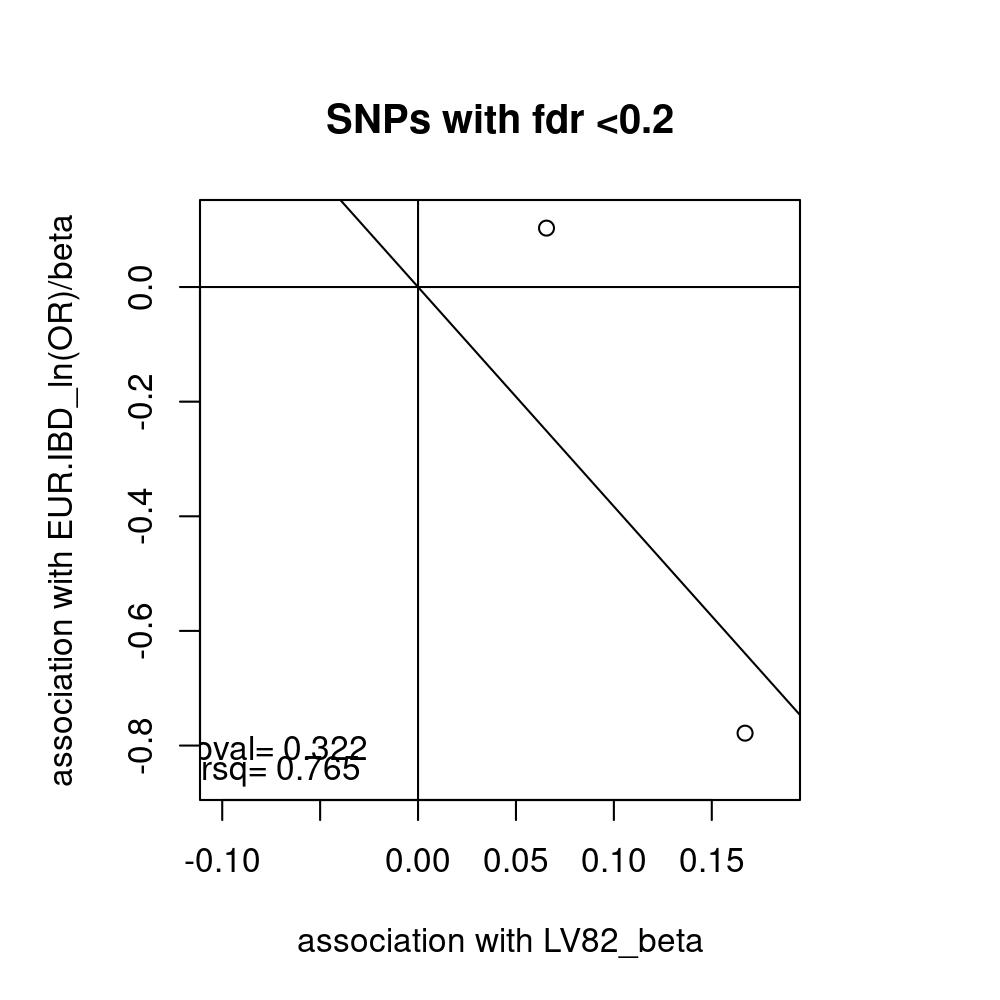 SNPs with fdr <0.2
association with EUR.IBD_ln(OR)/beta
0.0
-0.2
-0.4
-0.6
-0.8
pval= 0.322
rsq= 0.765
-0.10 0.00 0.05 0.10 0.15
association with LV82_beta